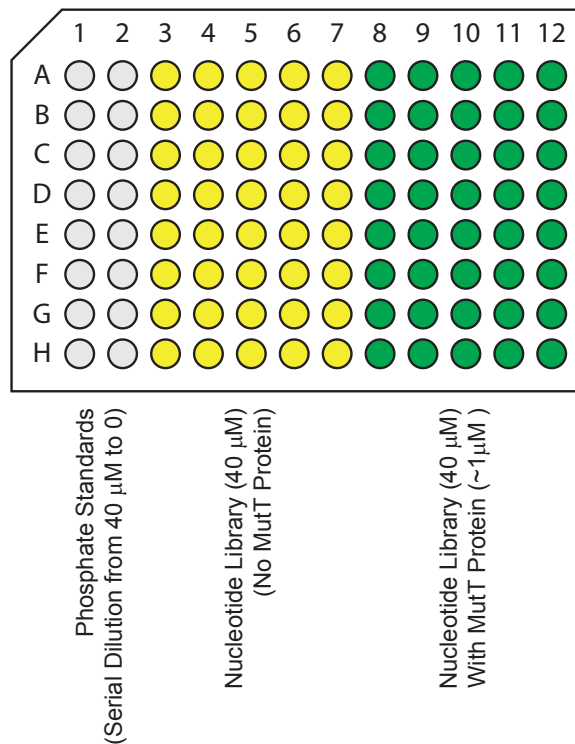 1 2 3 4 5 6 7 8 9 10 11 12
A
B
C
D
E
F
G
H
Phosphate Standards
(Serial Dilution from 40 μM to 0)
Nucleotide Library (40 μM)
(No MutT Protein)
Nucleotide Library (40 μM)
With MutT Protein (~1μM )